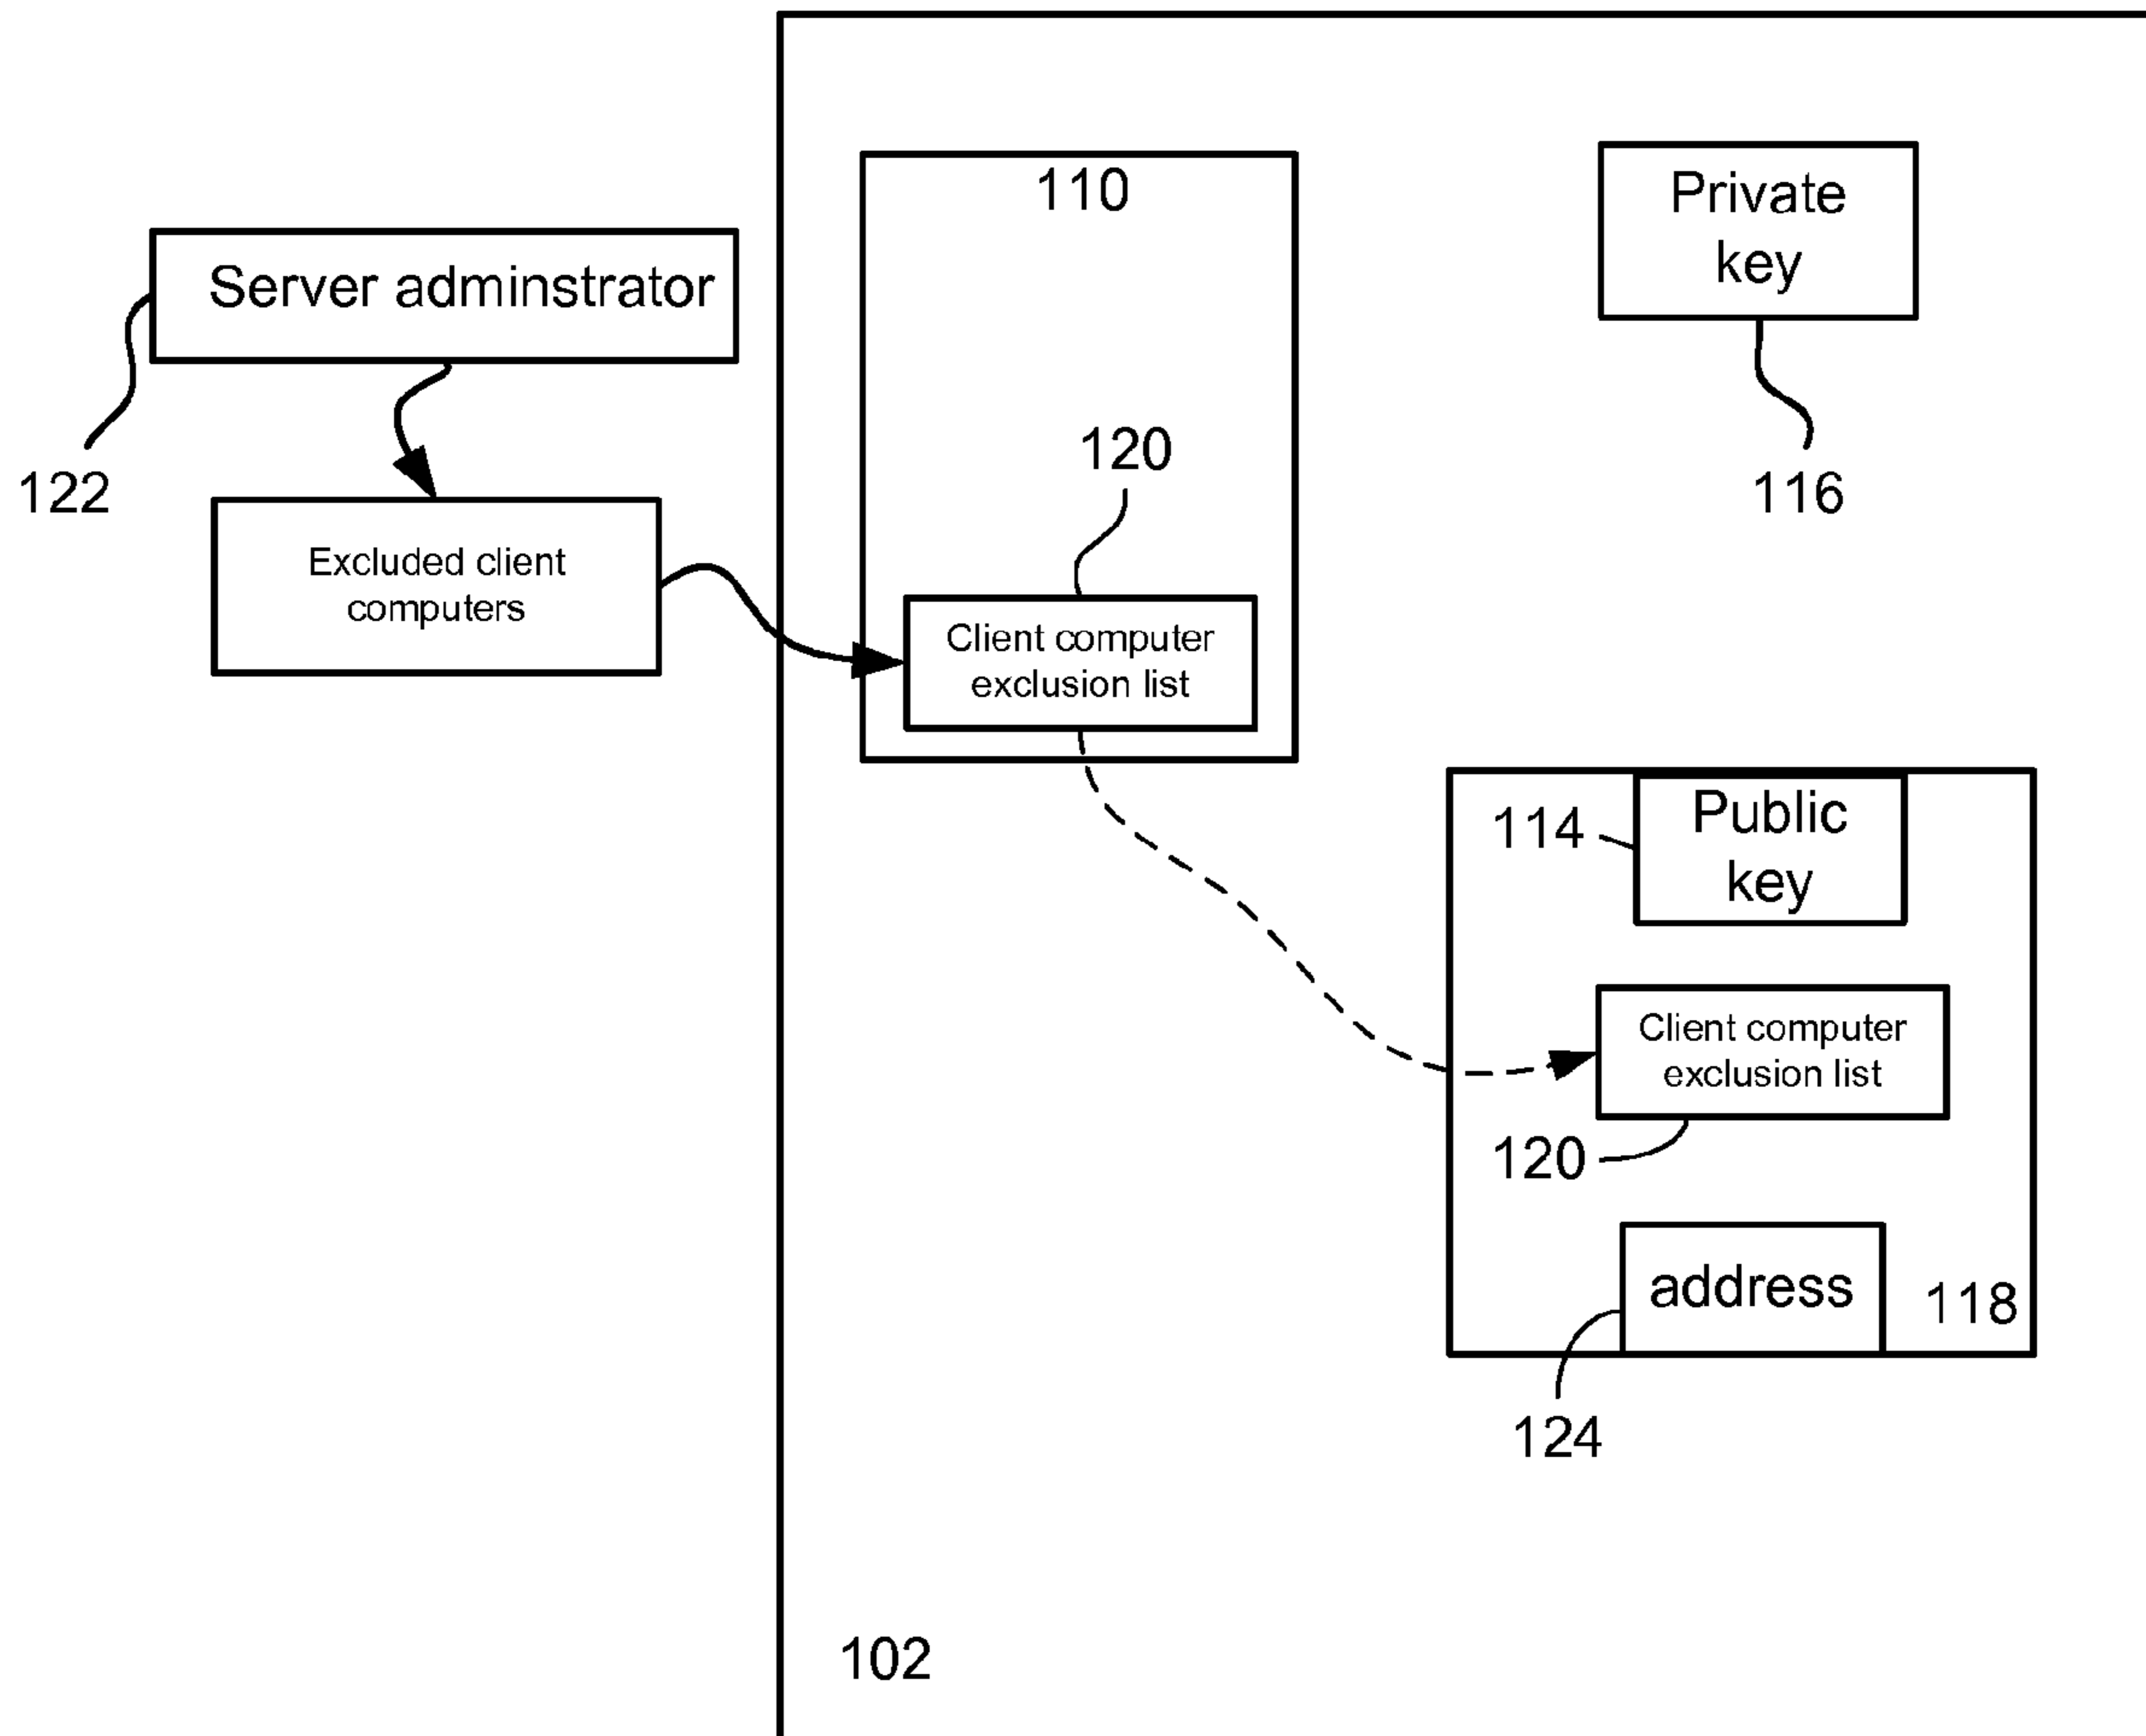 110
Private
key
Server adminstrator
120
122
116
Excluded client
computers
Client computer
exclusion list
114
Public
key
Client computer
exclusion list
120
address
118
124
102